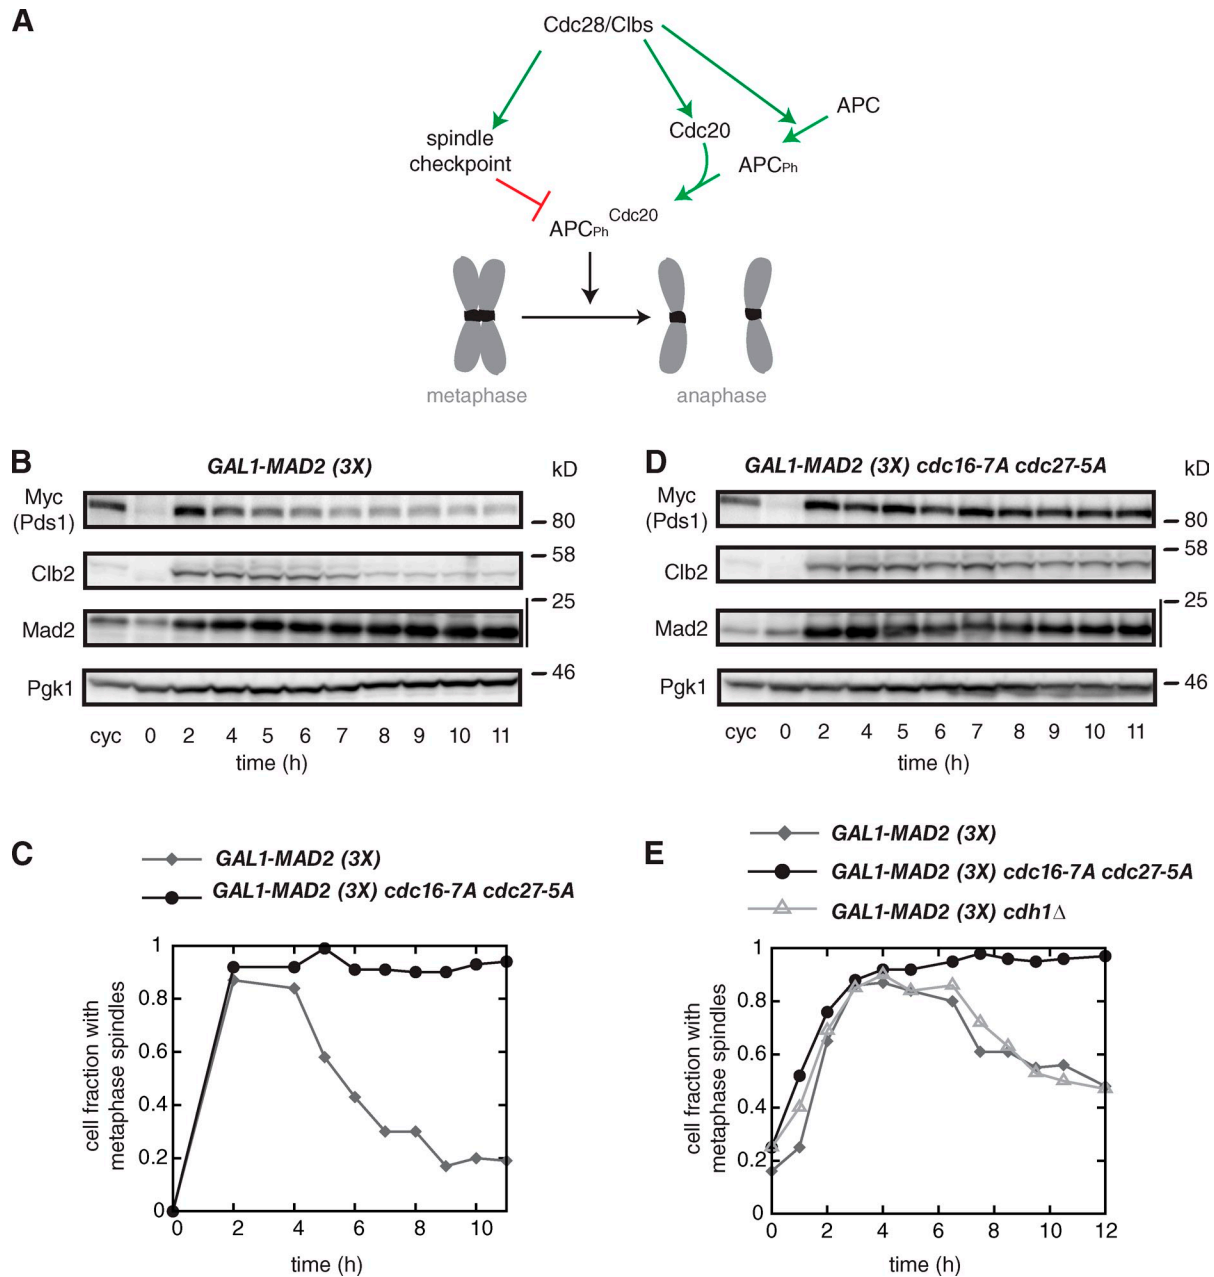 A
Cdc28/Clbs
APC
Cdc20
spindle
checkpoint
APCPh
APCPhCdc20
metaphase
anaphase
B
GAL1-MAD2 (3X)
kD
Myc
(Pds1)
80
58
Clb2
25
Mad2
46
Pgk1
cyc 0 2 4 5 6 7 8 9 10 11
time (h)
D
GAL1-MAD2 (3X) cdc16-7A cdc27-5A
kD
Myc
(Pds1)
80
58
Clb2
25
Mad2
46
Pgk1
cyc 0 2 4 5 6 7 8 9 10 11
time (h)
C
GAL1-MAD2 (3X)
GAL1-MAD2 (3X) cdc16-7A cdc27-5A
cell fraction with
metaphase spindles
1
0.8
0.6
0.4
0.2
0
0 2 4 6 8 10
time (h)
E
GAL1-MAD2 (3X)
GAL1-MAD2 (3X) cdc16-7A cdc27-5A
GAL1-MAD2 (3X) cdh1Δ
cell fraction with
metaphase spindles
1
0.8
0.6
0.4
0.2
0
0 2 4 6 8 10 12
time (h)